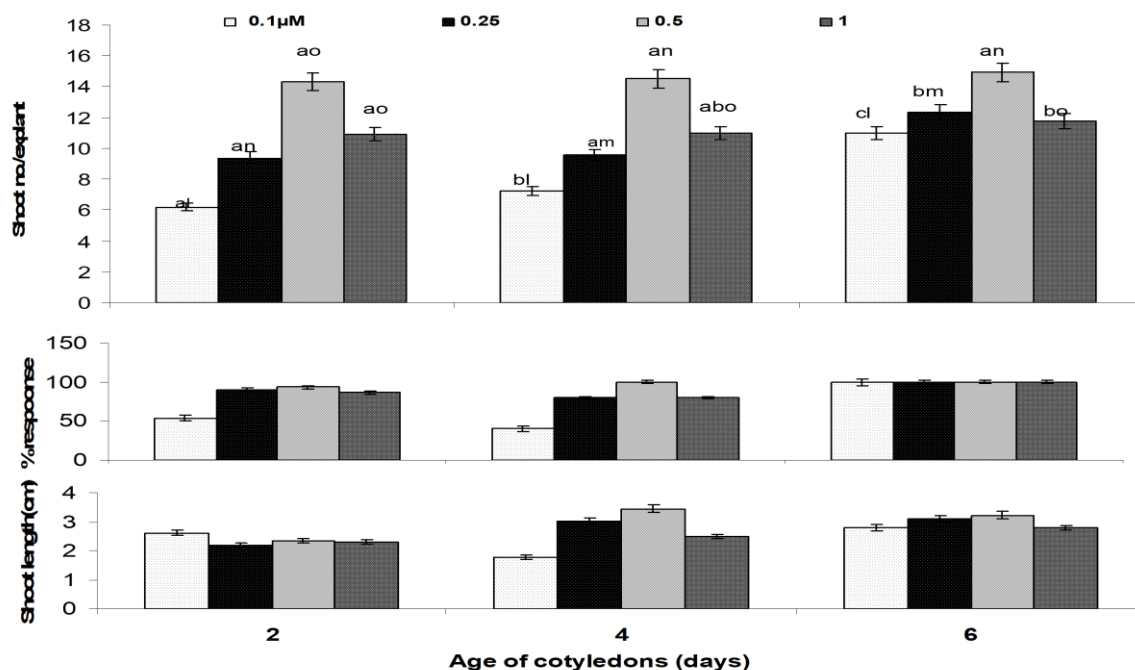 0.1µM 0.25 0.5 1
Shoot no/explant
18
16
14
12
10
8
6
4
2
0
al an ao ao
bl am an abo
cl bm an bo
% respoonse
150
100
50
0
Shoot length(cm)
4
3
2
1
0
2 4 6
Age of cotyledons (days)